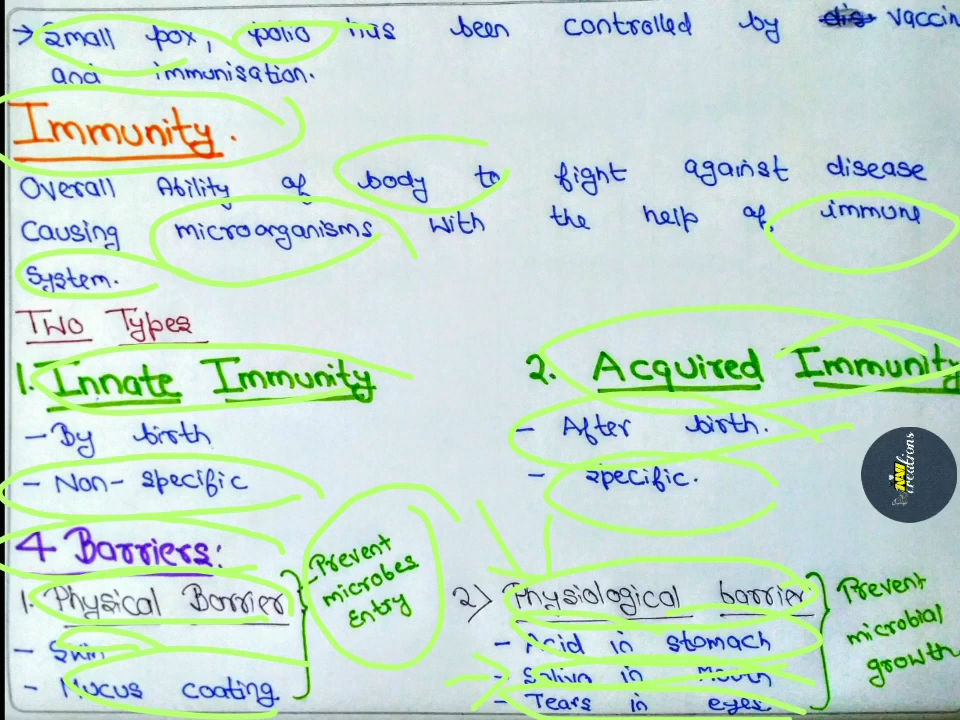 → Small pox, polio has been controlled by vaccin
and immunisation.
Immunity.
Overall Ability of body to fight against disease
causing microorganisms with the help of immune
system.
Two Types
1. Innate Immunity
- By birth
- Non-specific
2. Acquired Immunity
- After birth.
- Specific.
4 Barriers:
1. Physical Barrier
- Skin
- Mucus coating.
- Prevent
microbes
Entry
2) Physiological barrier
- Acid in stomach
- Saliva in Mouth
- Tears in eyes
Prevent
microbial
growth
NAVI
creations